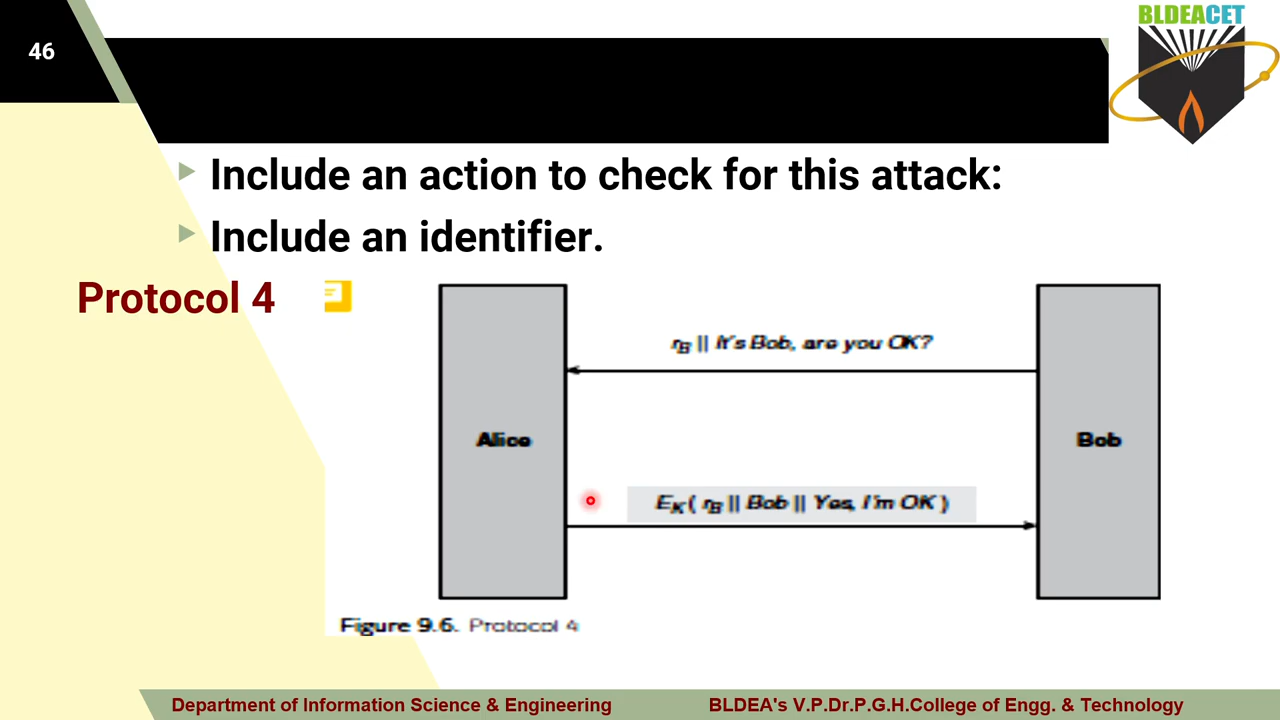 46
BLDEACET
Include an action to check for this attack:
Include an identifier.
Protocol 4
r_B || It's Bob, are you OK?
Alice
Bob
E_K( r_B || Bob || Yes, I'm OK )
Figure 9.6. Protocol 4
Department of Information Science & Engineering
BLDEA's V.P.Dr.P.G.H.College of Engg. & Technology